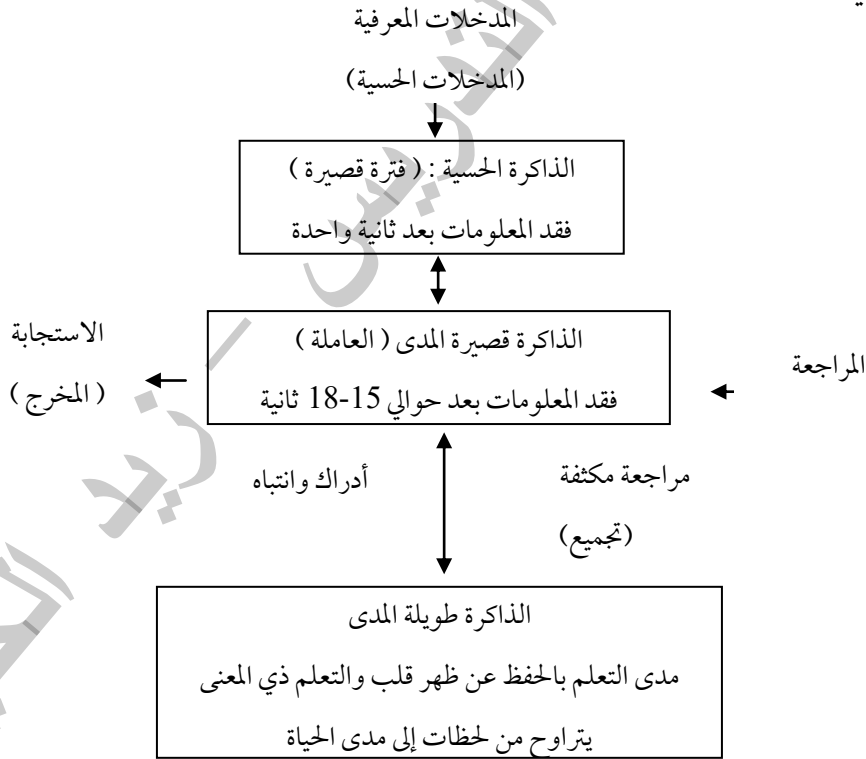 المدخلات المعرفية
(المدخلات الحسية)
الذاكرة الحسية : ( فترة قصيرة )
فقد المعلومات بعد ثانية واحدة
الذاكرة قصيرة المدى ( العاملة )
فقد المعلومات بعد حوالي 15-18 ثانية
المراجعة
الاستجابة
( المخرج )
مراجعة مكثفة
(تجميع)
أدراك وانتباه
الذاكرة طويلة المدى
مدى التعلم بالحفظ عن ظهر قلب والتعلم ذي المعنى
يتراوح من لحظات إلى مدى الحياة